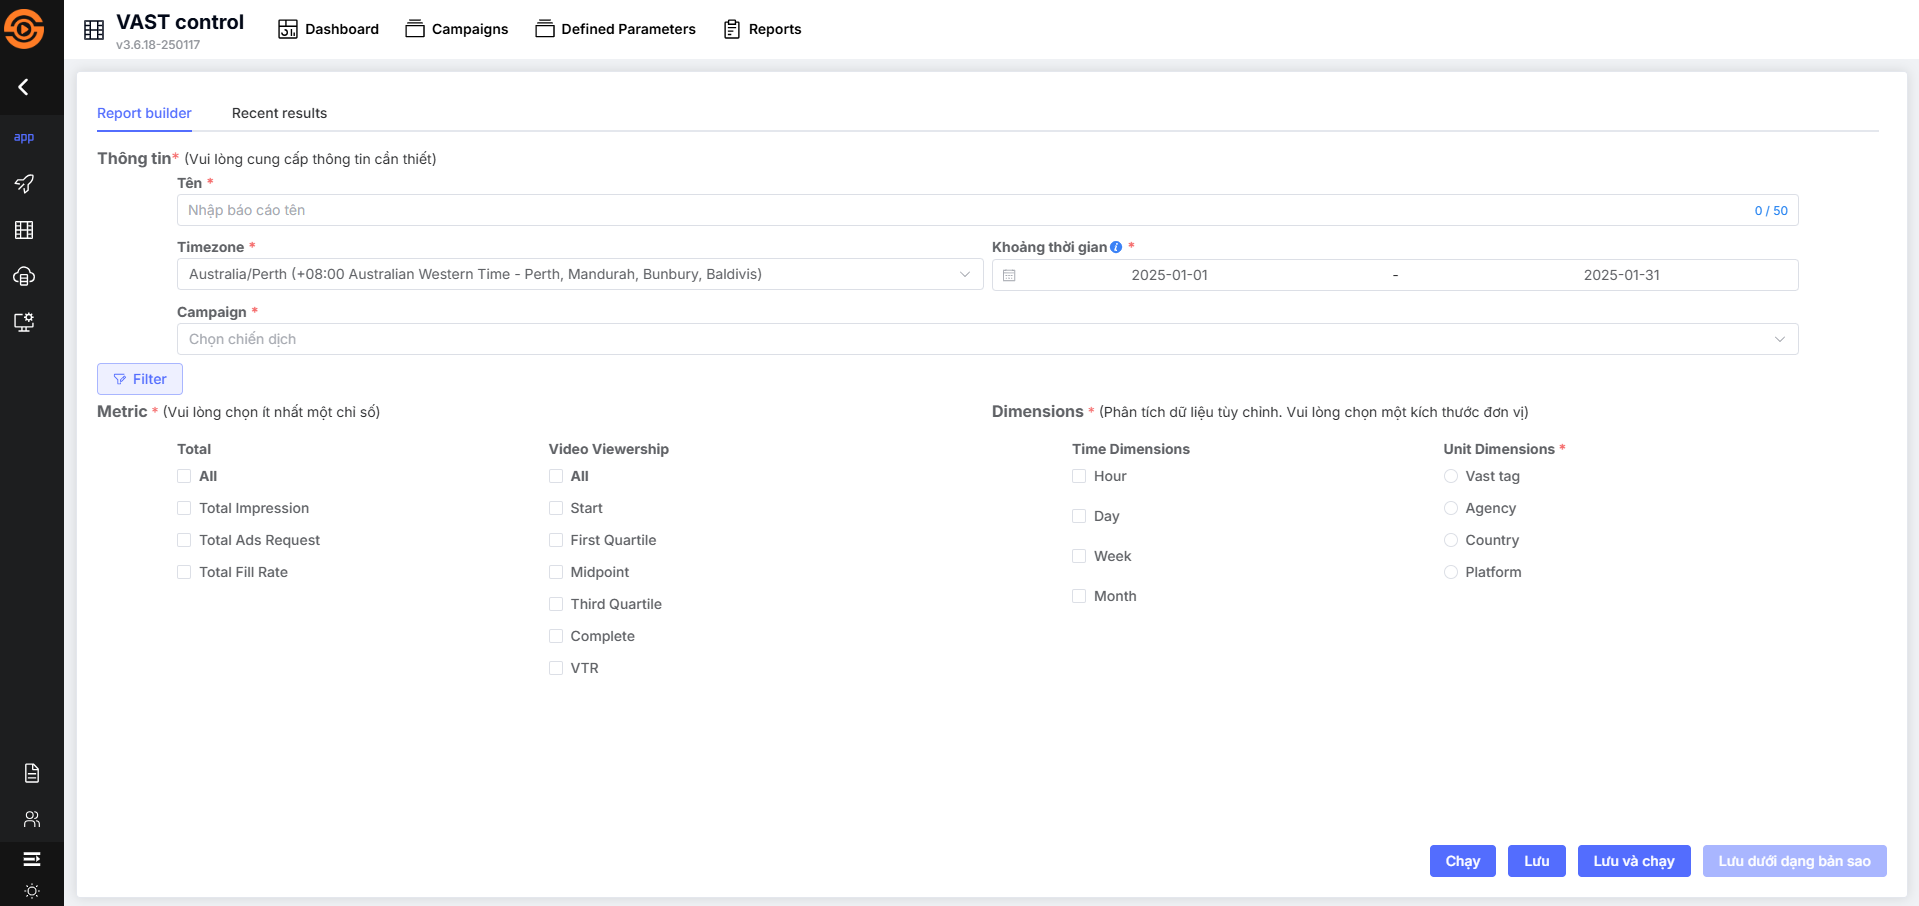 VAST control
v3.6.18-250117
Dashboard
Campaigns
Defined Parameters
Reports
app
Report builder
Recent results
Thông tin* (Vui lòng cung cấp thông tin cần thiết)
Tên *
Nhập báo cáo tên
0 / 50
Timezone *
Khoảng thời gian *
Australia/Perth (+08:00 Australian Western Time - Perth, Mandurah, Bunbury, Baldivis)
2025-01-01 - 2025-01-31
Campaign *
Chọn chiến dịch
Filter
Metric * (Vui lòng chọn ít nhất một chỉ số)
Total
All
Total Impression
Total Ads Request
Total Fill Rate
Video Viewership
All
Start
First Quartile
Midpoint
Third Quartile
Complete
VTR
Dimensions * (Phân tích dữ liệu tùy chỉnh. Vui lòng chọn một kích thước đơn vị)
Time Dimensions
Hour
Day
Week
Month
Unit Dimensions *
Vast tag
Agency
Country
Platform
Chạy
Lưu
Lưu và chạy
Lưu dưới dạng bản sao